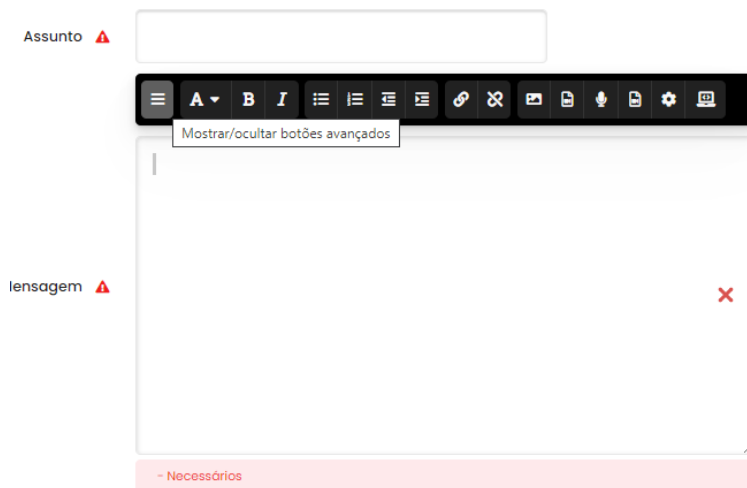 Assunto
A B I
Mostrar/ocultar botões avançados
lensagem
- Necessários